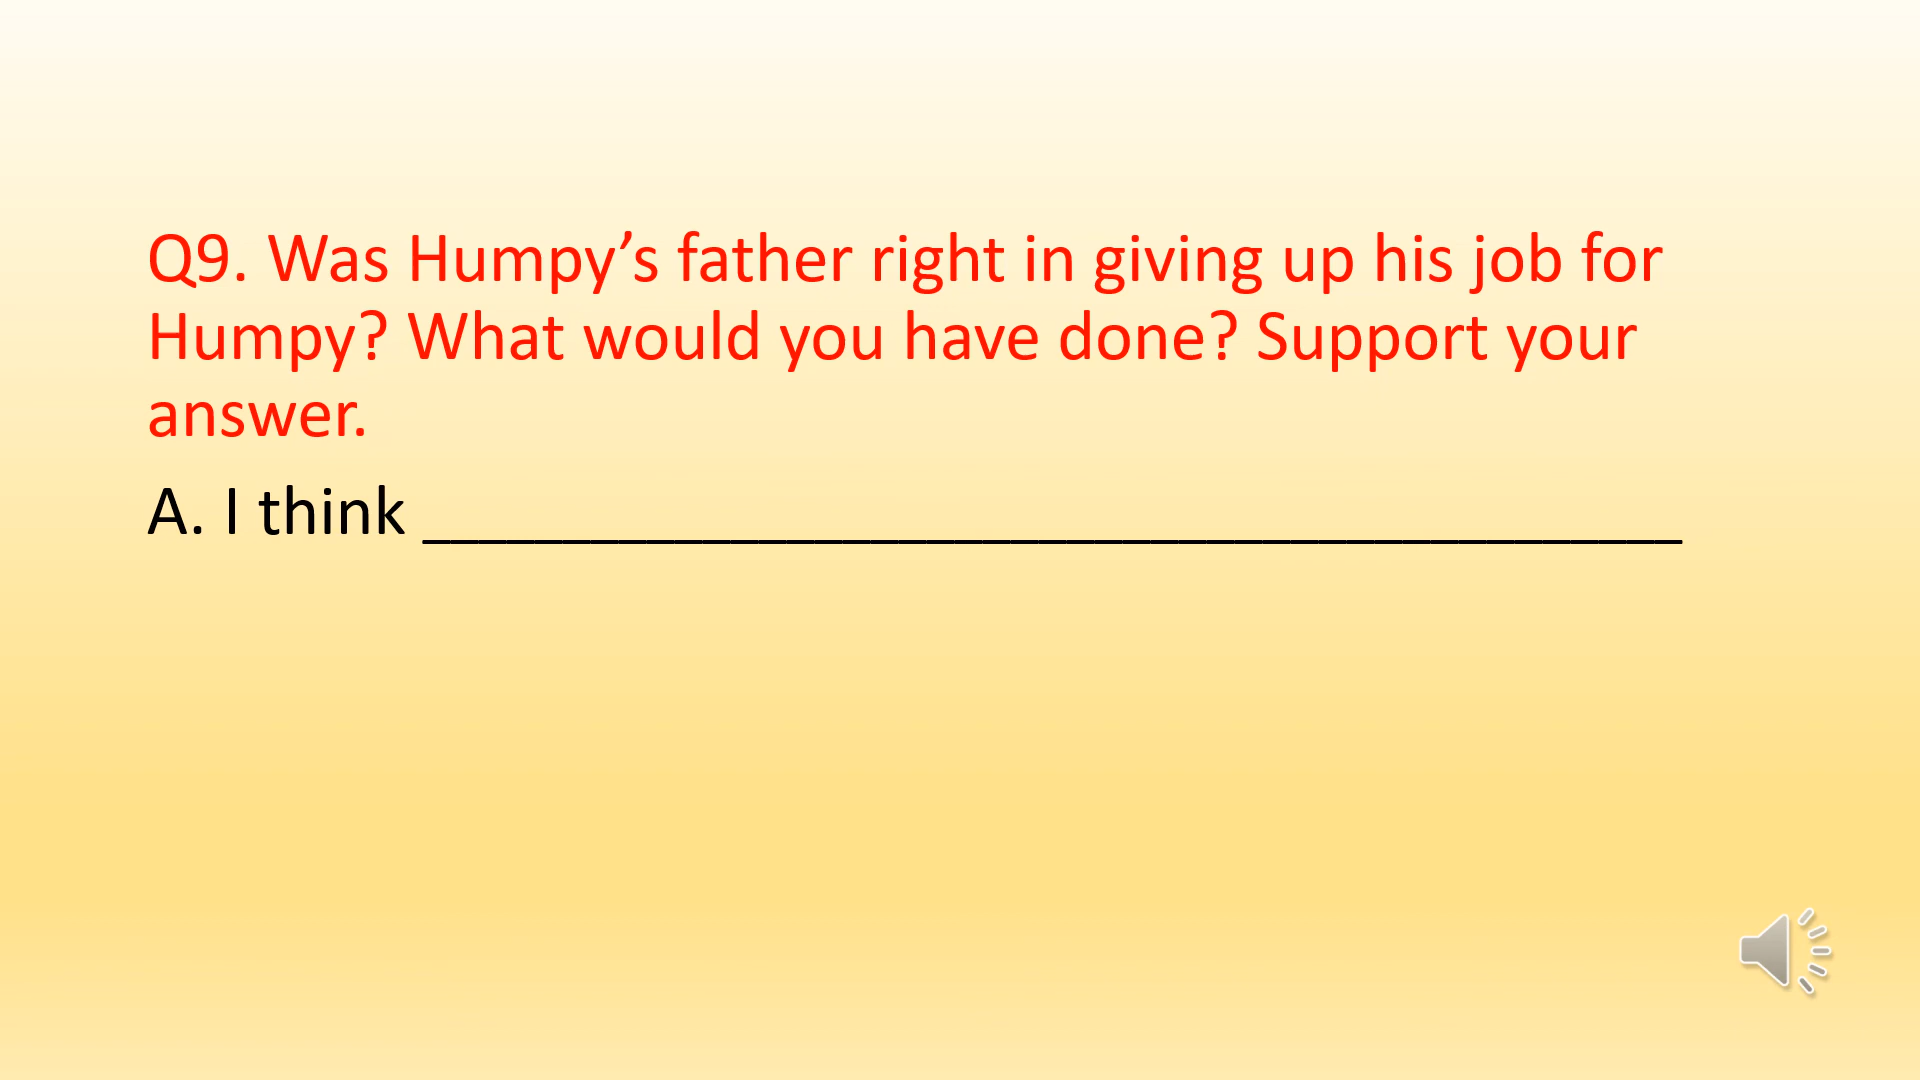 Q9. Was Humpy’s father right in giving up his job for
Humpy? What would you have done? Support your
answer.
A. I think _____________________________________________